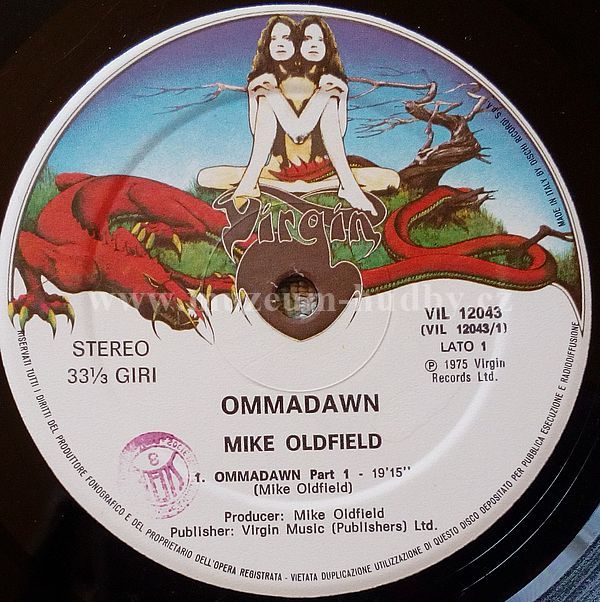 Virgin
MADE IN ITALY BY DISCHI RICORDI S.p.A.
www.muzeum-hudby.cz
STEREO
33⅓ GIRI
VIL 12043
(VIL 12043/1)
LATO 1
℗ 1975 Virgin
Records Ltd.
OMMADAWN
MIKE OLDFIELD
1. OMMADAWN Part 1 - 19'15''
(Mike Oldfield)
Producer: Mike Oldfield
Publisher: Virgin Music (Publishers) Ltd.
RISERVATI TUTTI I DIRITTI DEL PRODUTTORE FONOGRAFICO E DEL PROPRIETARIO DELL'OPERA REGISTRATA - VIETATA DUPLICAZIONE UTILIZZAZIONE DI QUESTO DISCO DEPOSITATO PER PUBBLICA ESECUZIONE E RADIODIFFUSIONE